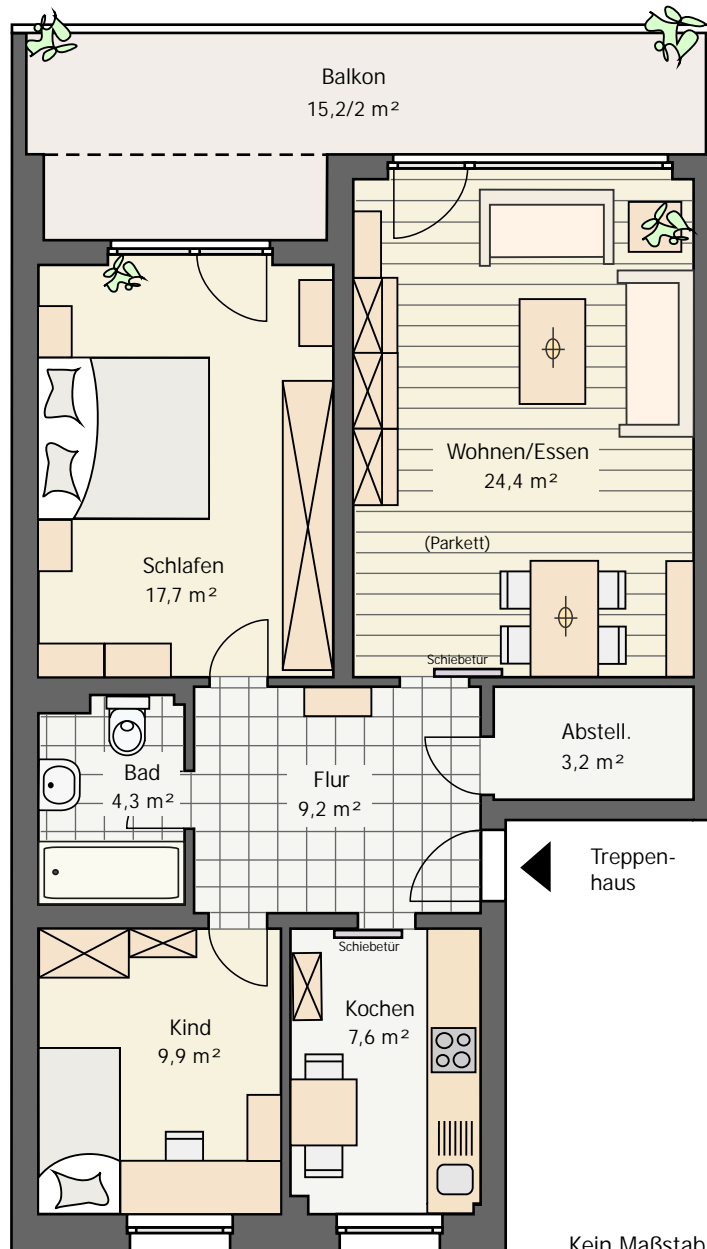 Balkon
15,2/2 m²
Wohnen/Essen
24,4 m²
(Parkett)
Schlafen
17,7 m²
Schiebetür
Abstell.
3,2 m²
Bad
4,3 m²
Flur
9,2 m²
Treppen-
haus
Schiebetür
Kochen
7,6 m²
Kind
9,9 m²
Kein Maßstab